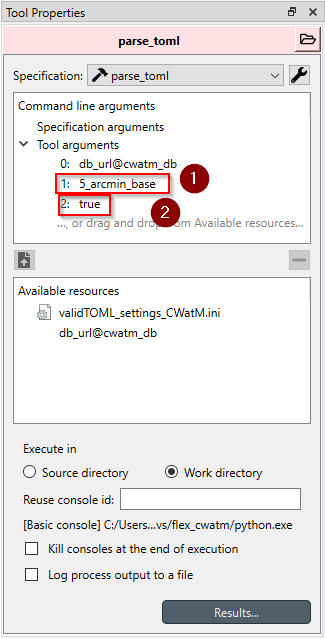 Tool Properties
parse_toml
Specification: parse_toml
Command line arguments
Specification arguments
Tool arguments
0: db_url@cwatm_db
1: 5_arcmin_base
1
2: true
2
..., or drag and drop from Available resources...
Available resources
validTOML_settings_CWatM.ini
db_url@cwatm_db
Execute in
Source directory Work directory
Reuse console id:
[Basic console] C:/Users...vs/flex_cwatm/python.exe
Kill consoles at the end of execution
Log process output to a file
Results...